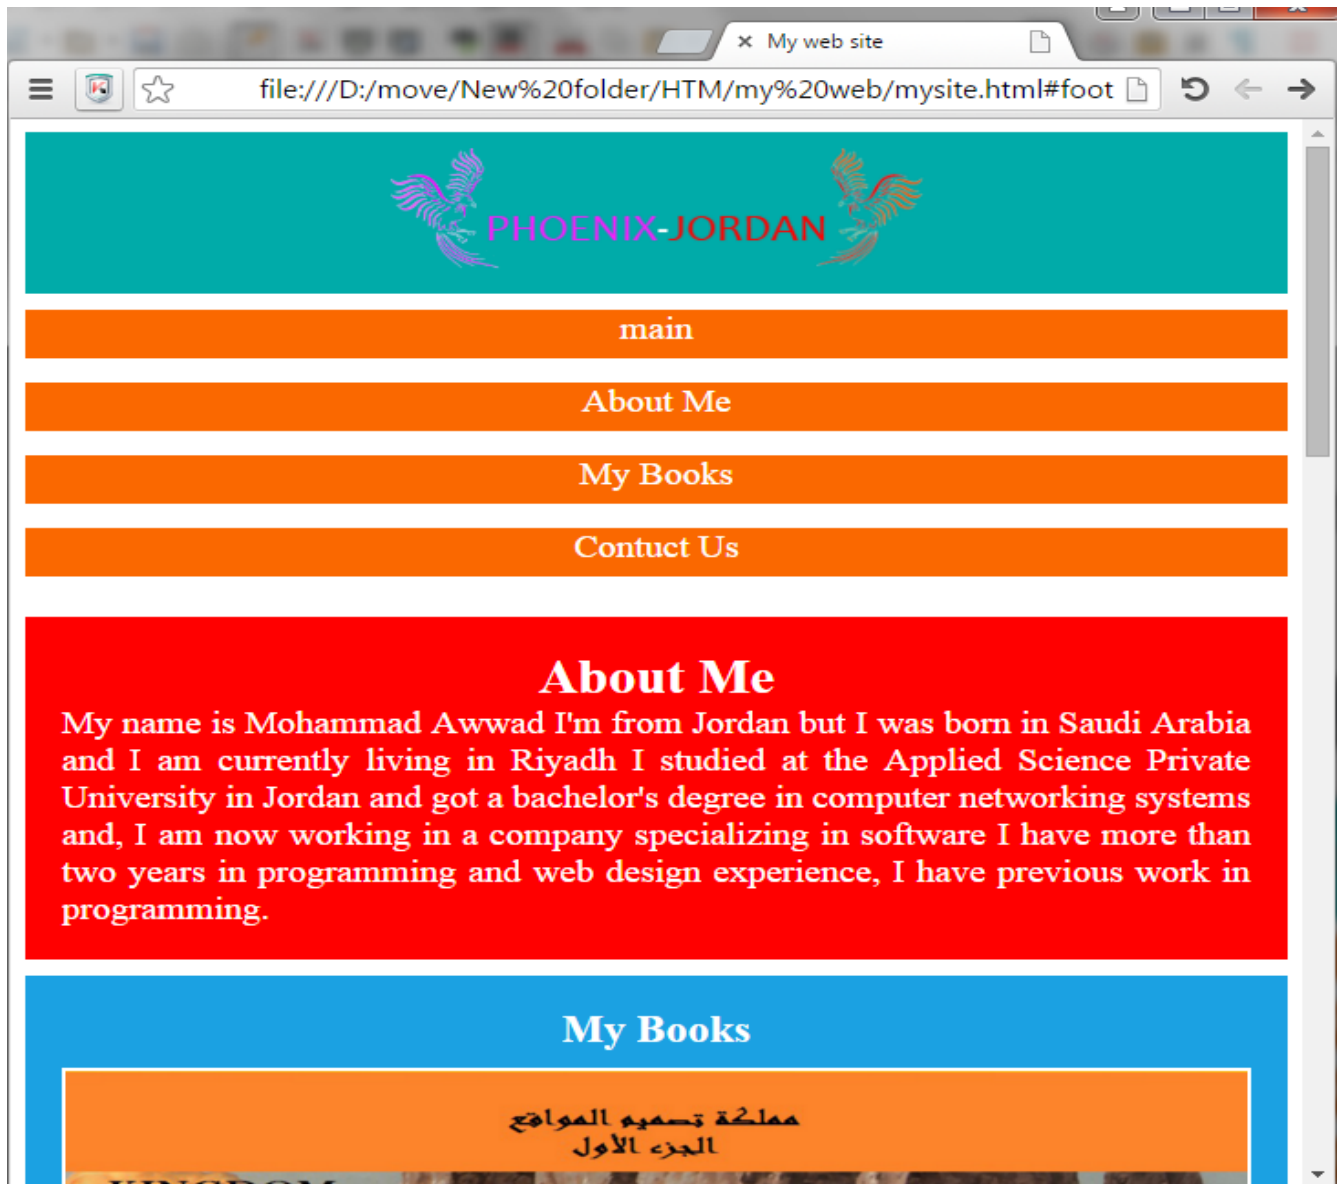 My web site
file:///D:/move/New%20folder/HTM/my%20web/mysite.html#foot
PHOENIX-JORDAN
main
About Me
My Books
Contuct Us
About Me
My name is Mohammad Awwad I'm from Jordan but I was born in Saudi Arabia
and I am currently living in Riyadh I studied at the Applied Science Private
University in Jordan and got a bachelor's degree in computer networking systems
and, I am now working in a company specializing in software I have more than
two years in programming and web design experience, I have previous work in
programming.
My Books
مملكة تصميم المواقع
الجزء الأول
KINGDOM